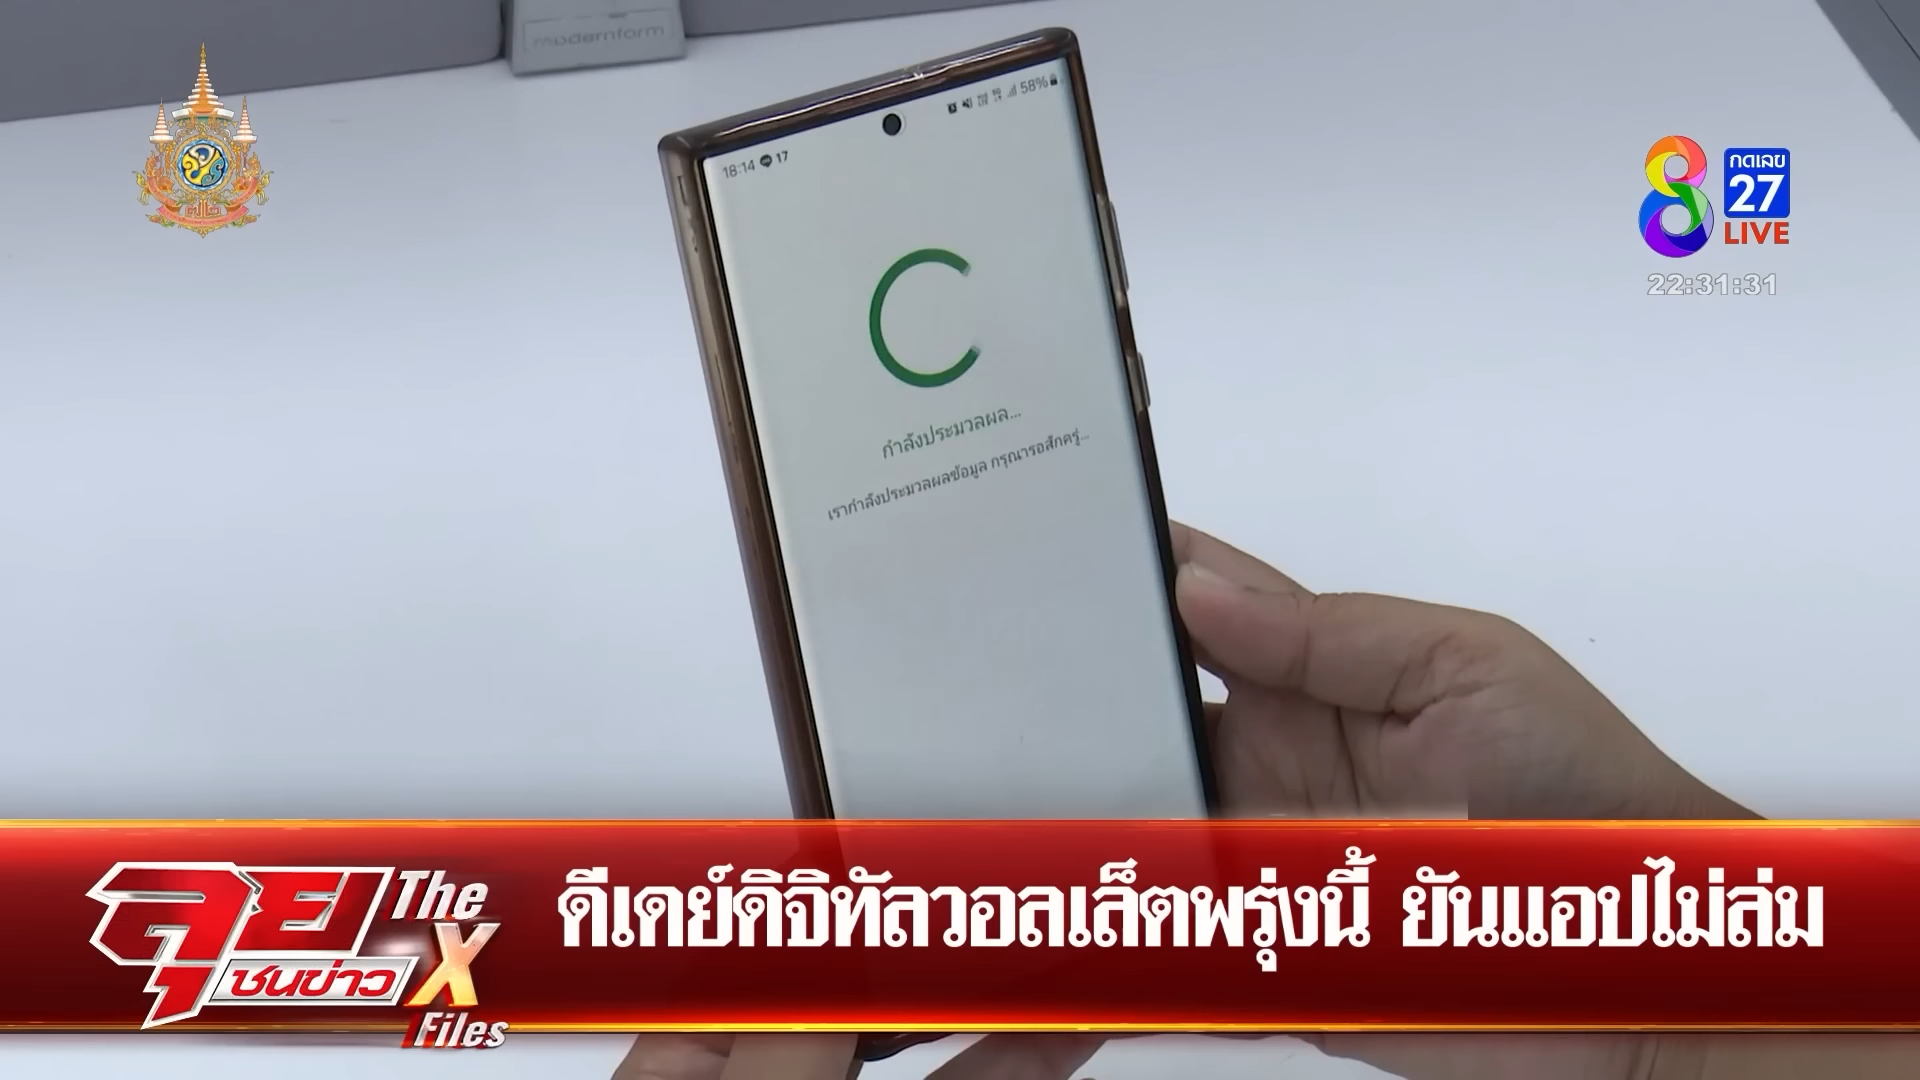 modernform
18:14 17
58%
กำลังประมวลผล...
เรากำลังประมวลผลข้อมูล กรุณารอสักครู่...
8
กดเลข
27
LIVE
22:31:31
ลุย
ชนข่าว
The
X
Files
ดีเดย์ดิจิทัลวอลเล็ตพรุ่งนี้ ยันแอปไม่ล่ม